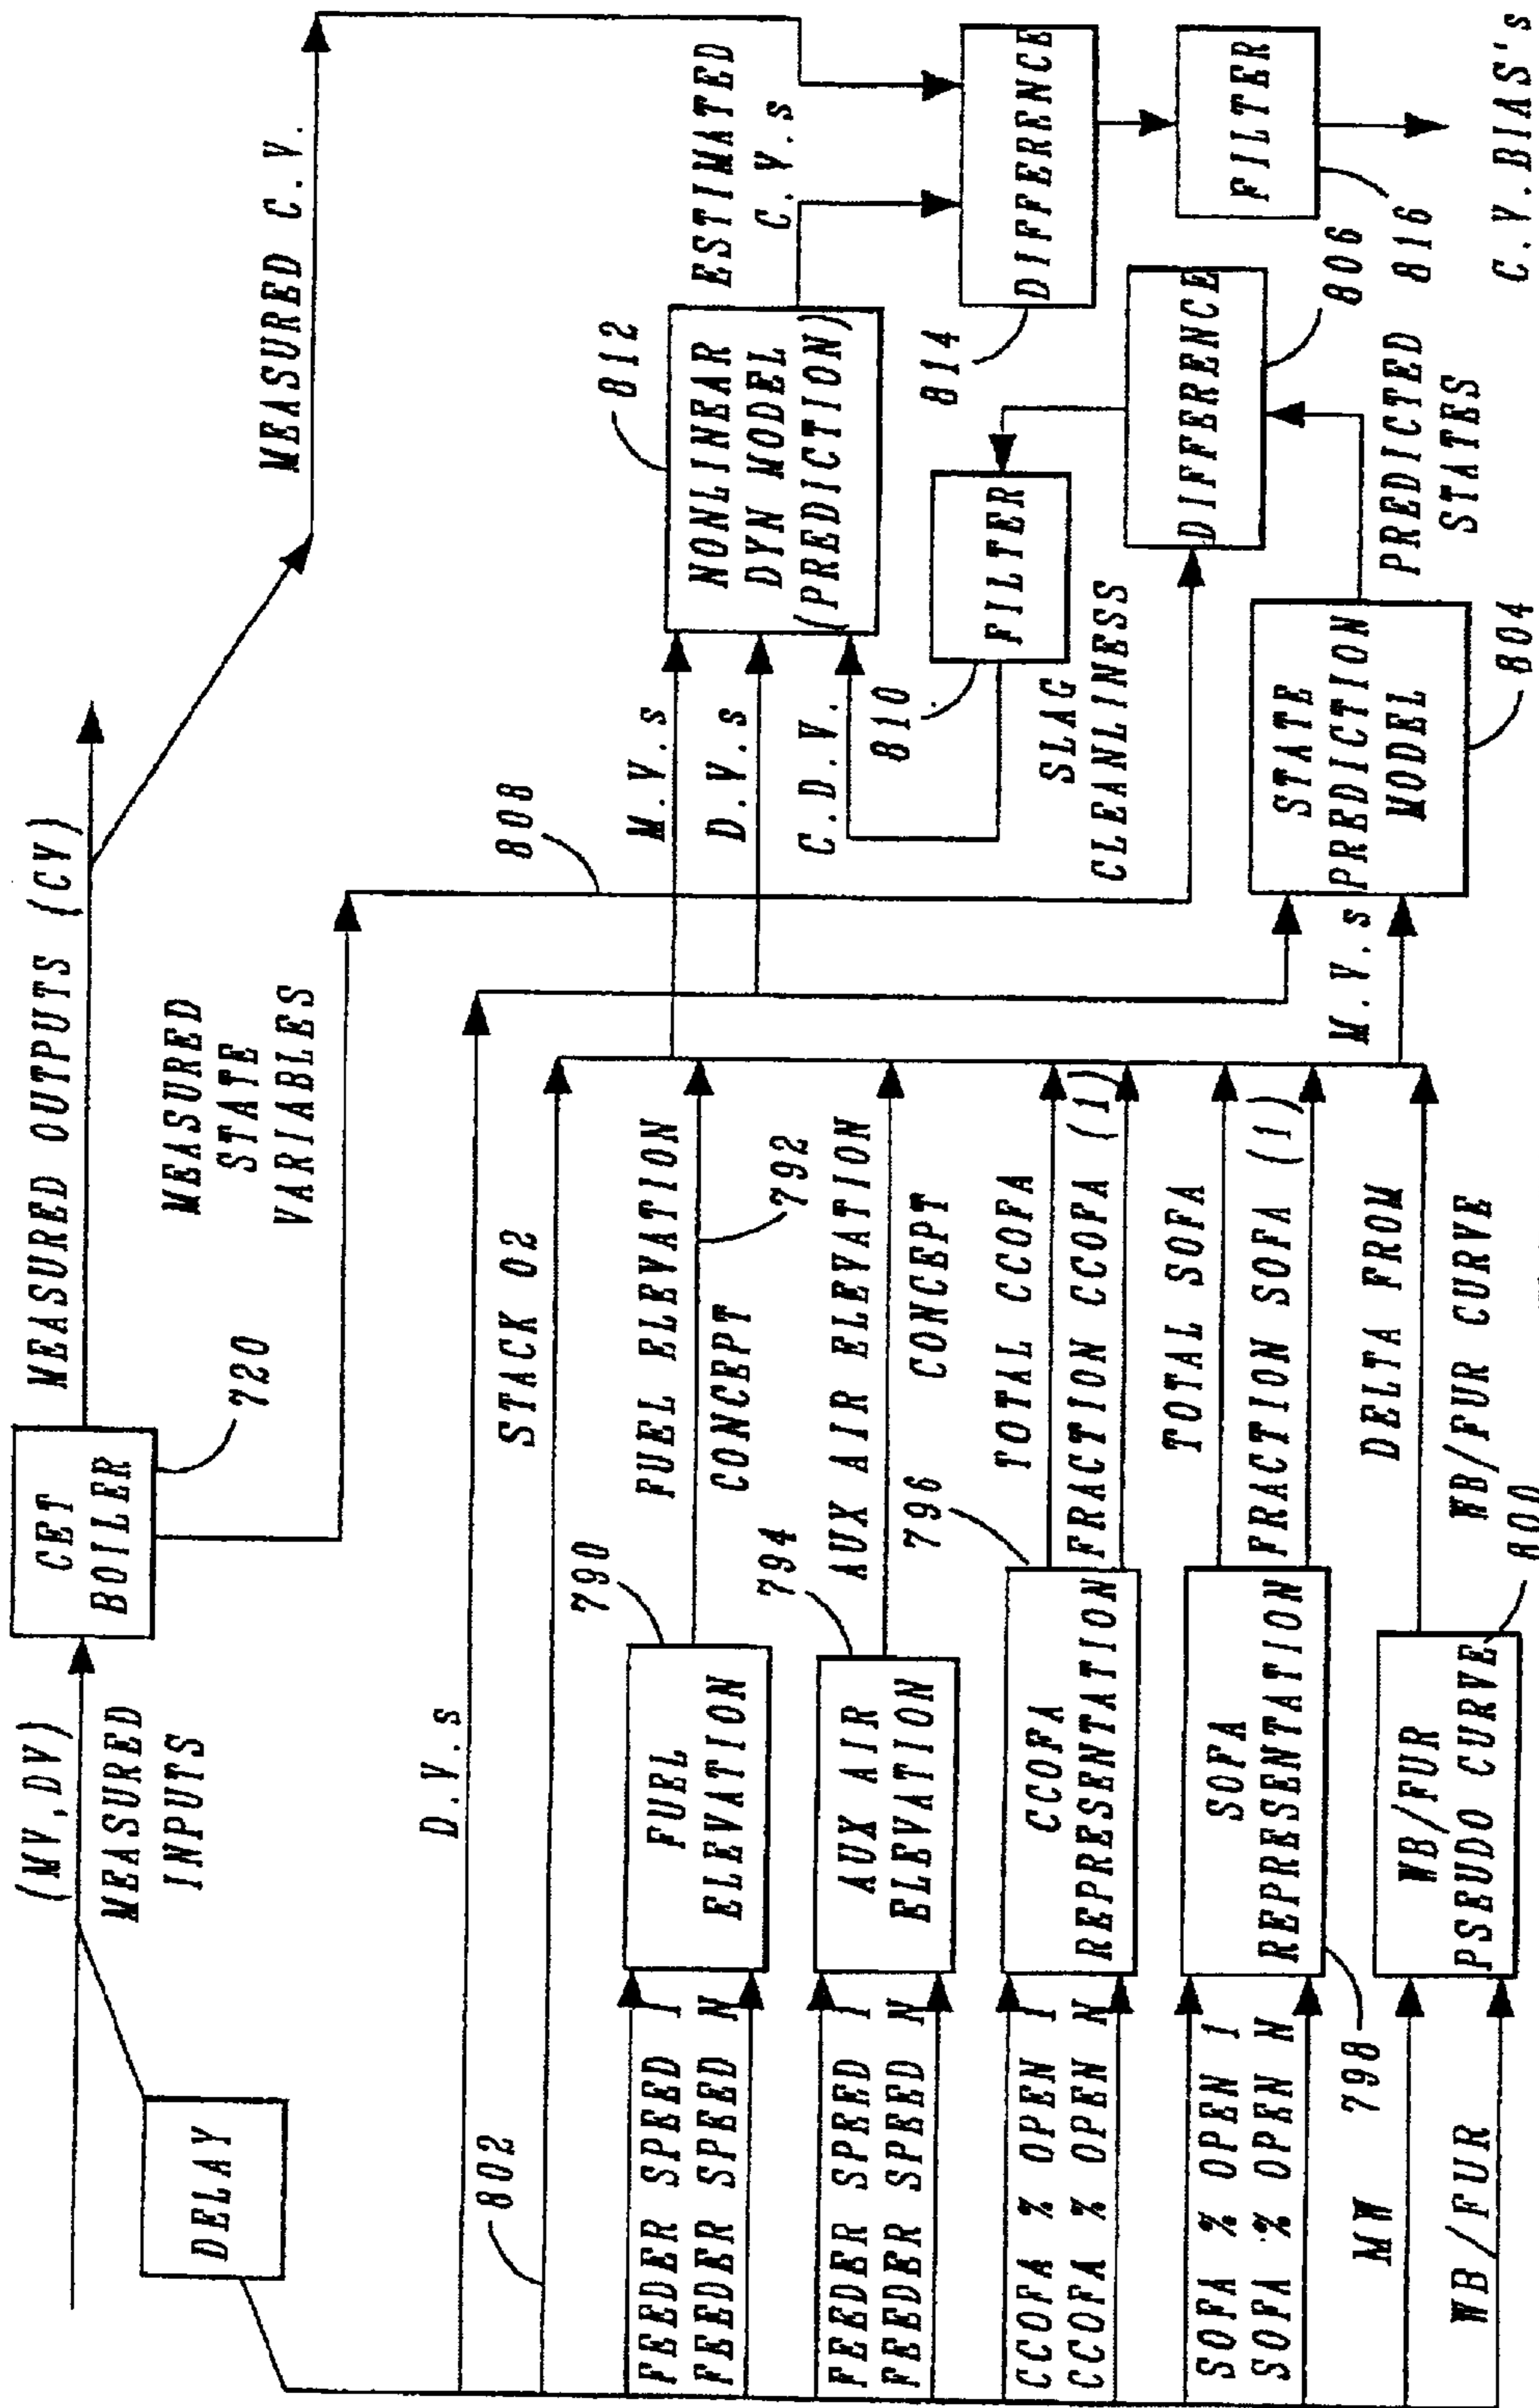 (MV,DV)
MEASURED
INPUTS
DELAY
CET
BOILER
720
MEASURED OUTPUTS (CY)
MEASURED C.V.
MEASURED
STATE
VARIABLES
D.V.s
802
STACK O2
808
FEEDER SPEED 1
FEEDER SPEED N
FUEL
ELEVATION
790
FUEL ELEVATION
CONCEPT
792
FEEDER SPEED 1
FEEDER SPEED N
AUX AIR
ELEVATION
794
AUX AIR ELEVATION
CONCEPT
CCOFA % OPEN 1
CCOFA % OPEN N
CCOFA
REPRESENTATION
796
TOTAL CCOFA
FRACTION CCOFA (1)
SOFA % OPEN 1
SOFA % OPEN N
SOFA
REPRESENTATION
798
TOTAL SOFA
FRACTION SOFA (1)
MW
WB/FUR
WB/FUR
PSEUDO CURVE
800
DELTA FROM
WB/FUR CURVE
M.V.s
D.V.s
C.D.V.
NONLINEAR
DYN MODEL
(PREDICTION)
812
ESTIMATED
C.V.s
FILTER
810
SLAG
CLEANLINESS
M.V.s
STATE
PREDICTION
MODEL
804
PREDICTED
STATES
DIFFERENCE
806
DIFFERENCE
814
FILTER
816
C.V.BIAS's